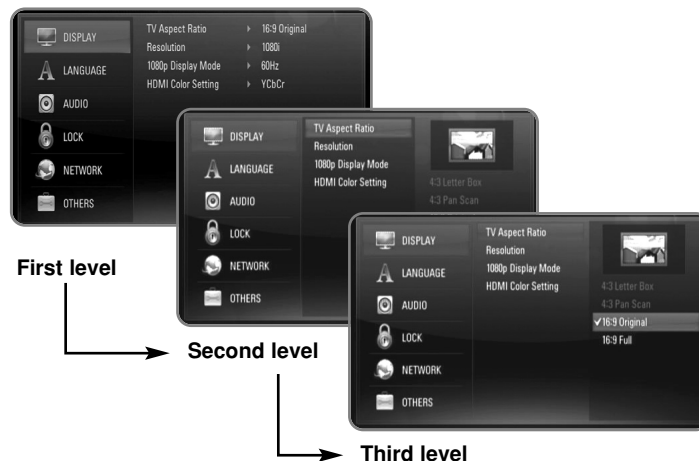 DISPLAY
LANGUAGE
AUDIO
LOCK
NETWORK
OTHERS
TV Aspect Ratio 16:9 Original
Resolution 1080i
1080p Display Mode 60Hz
HDMI Color Setting YCbCr
First level
DISPLAY
LANGUAGE
AUDIO
LOCK
NETWORK
OTHERS
TV Aspect Ratio
Resolution
1080p Display Mode
HDMI Color Setting
4:3 Letter Box
4:3 Pan Scan
Second level
DISPLAY
LANGUAGE
AUDIO
LOCK
NETWORK
OTHERS
TV Aspect Ratio
Resolution
1080p Display Mode
HDMI Color Setting
4:3 Letter Box
4:3 Pan Scan
✓16:9 Original
16:9 Full
Third level